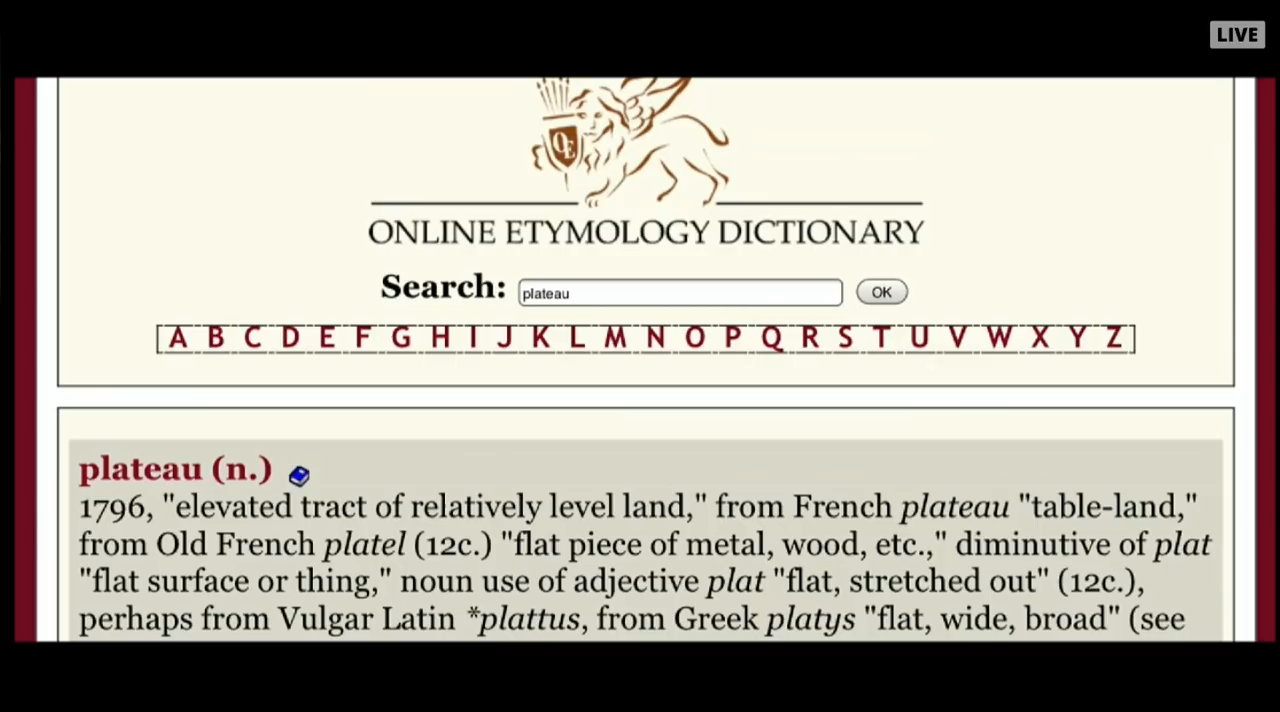 LIVE
OE
ONLINE ETYMOLOGY DICTIONARY
Search: plateau OK
A B C D E F G H I J K L M N O P Q R S T U V W X Y Z
plateau (n.)
1796, "elevated tract of relatively level land," from French plateau "table-land,"
from Old French platel (12c.) "flat piece of metal, wood, etc.," diminutive of plat
"flat surface or thing," noun use of adjective plat "flat, stretched out" (12c.),
perhaps from Vulgar Latin *plattus, from Greek platys "flat, wide, broad" (see